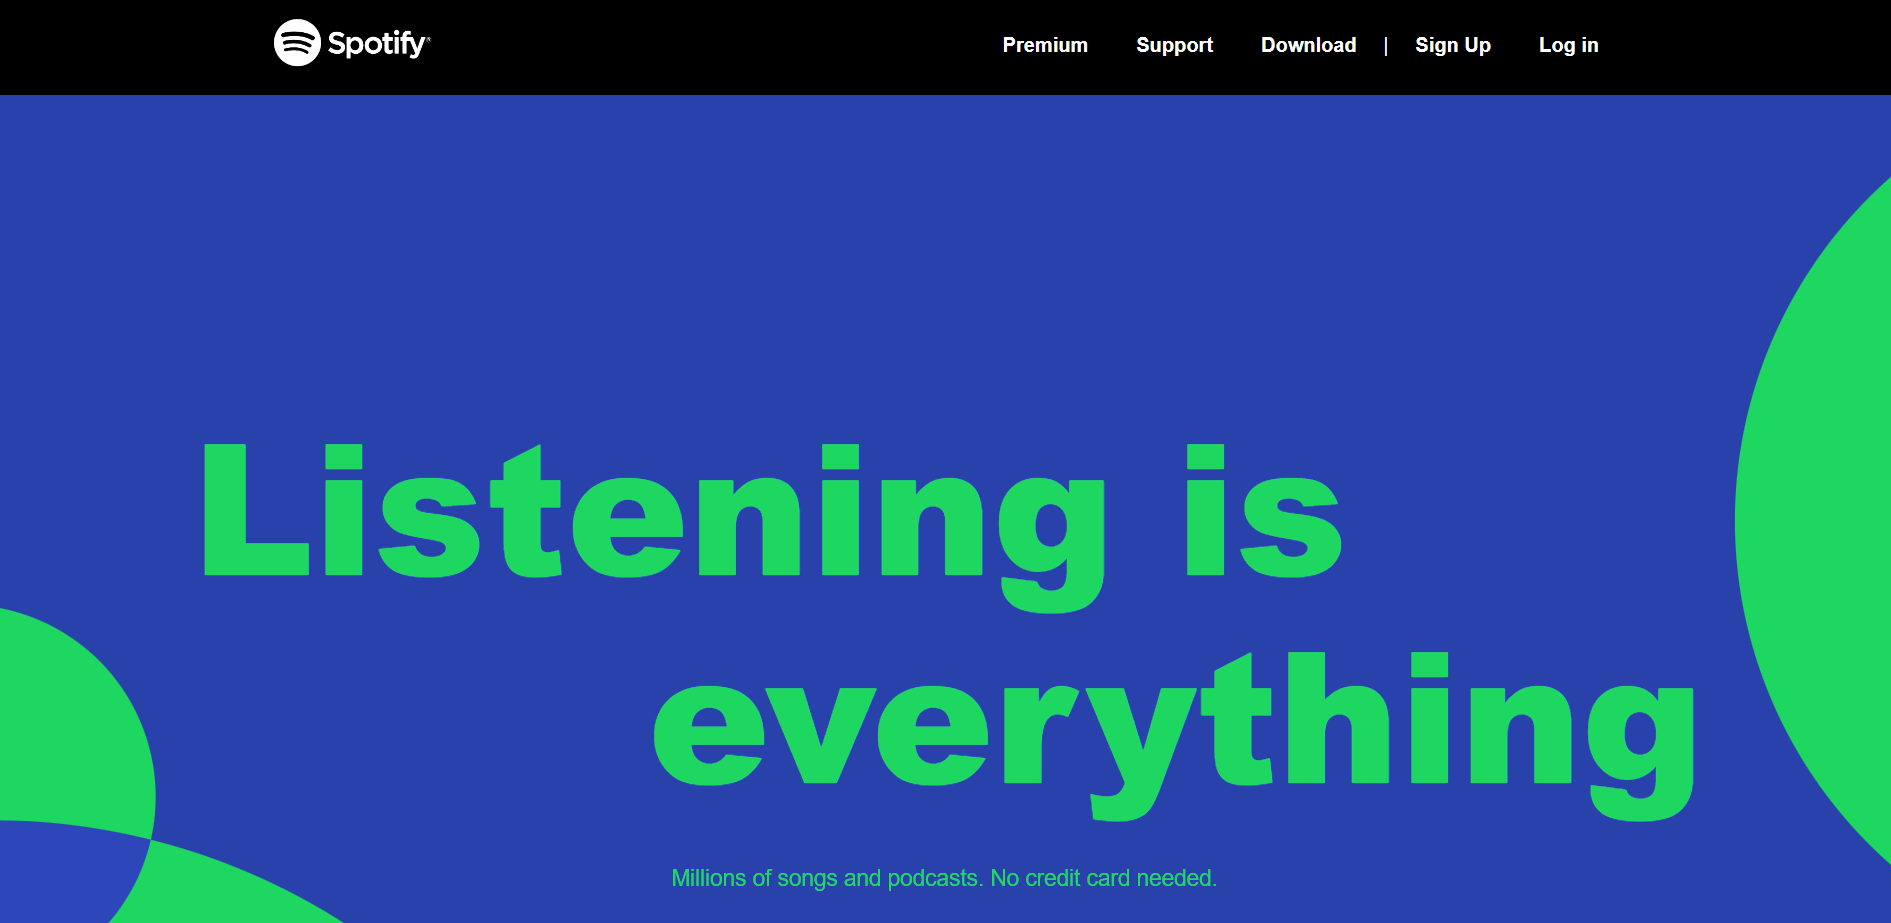 Spotify®
Premium Support Download | Sign Up Log in
Listening is
everything
Millions of songs and podcasts. No credit card needed.